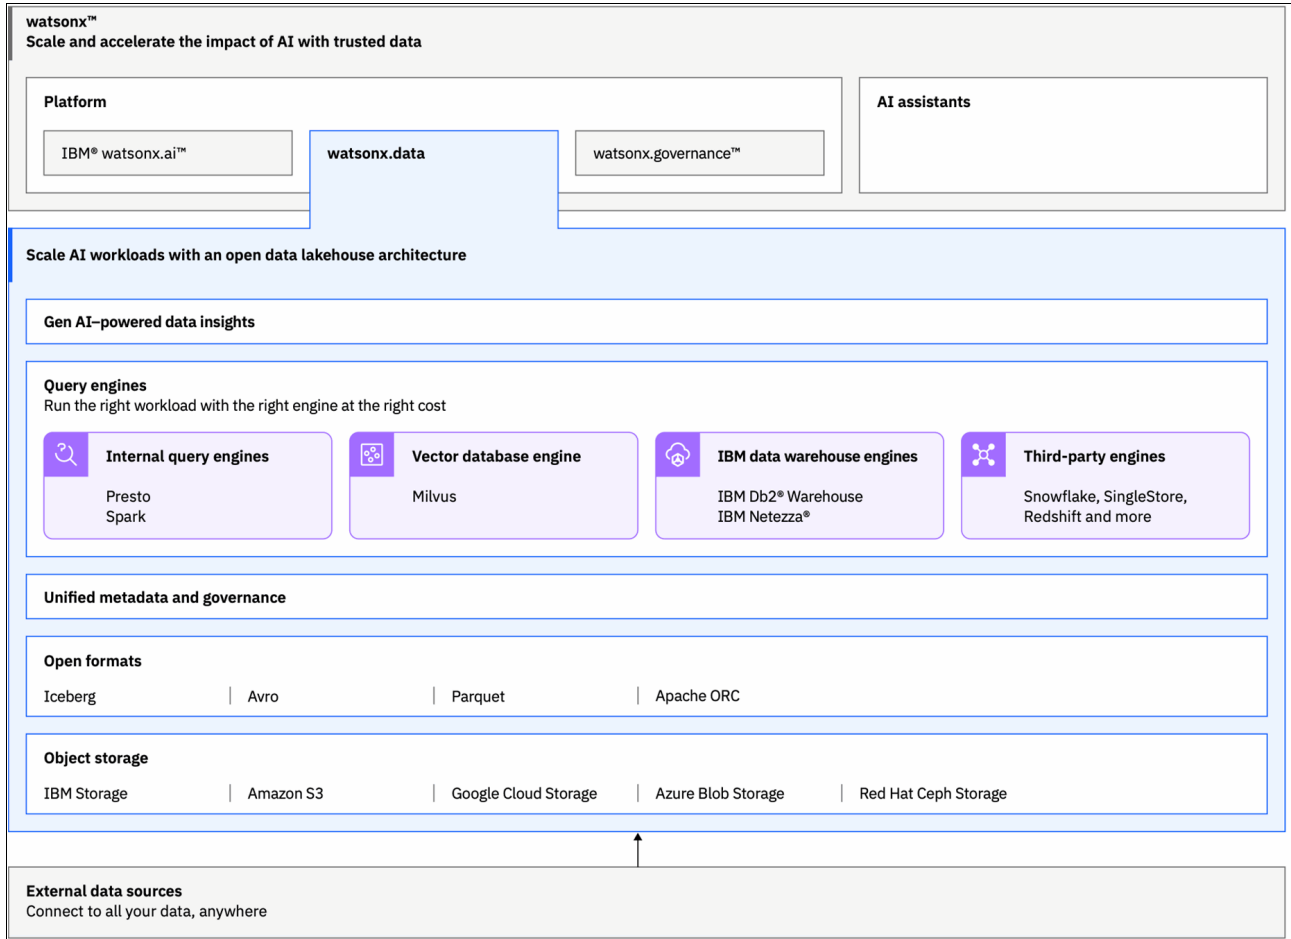 watsonx™
Scale and accelerate the impact of AI with trusted data
Platform
AI assistants
IBM® watsonx.ai™
watsonx.data
watsonx.governance™
Scale AI workloads with an open data lakehouse architecture
Gen AI–powered data insights
Query engines
Run the right workload with the right engine at the right cost
Internal query engines
Presto
Spark
Vector database engine
Milvus
IBM data warehouse engines
IBM Db2® Warehouse
IBM Netezza®
Third-party engines
Snowflake, SingleStore,
Redshift and more
Unified metadata and governance
Open formats
Iceberg
Avro
Parquet
Apache ORC
Object storage
IBM Storage
Amazon S3
Google Cloud Storage
Azure Blob Storage
Red Hat Ceph Storage
External data sources
Connect to all your data, anywhere